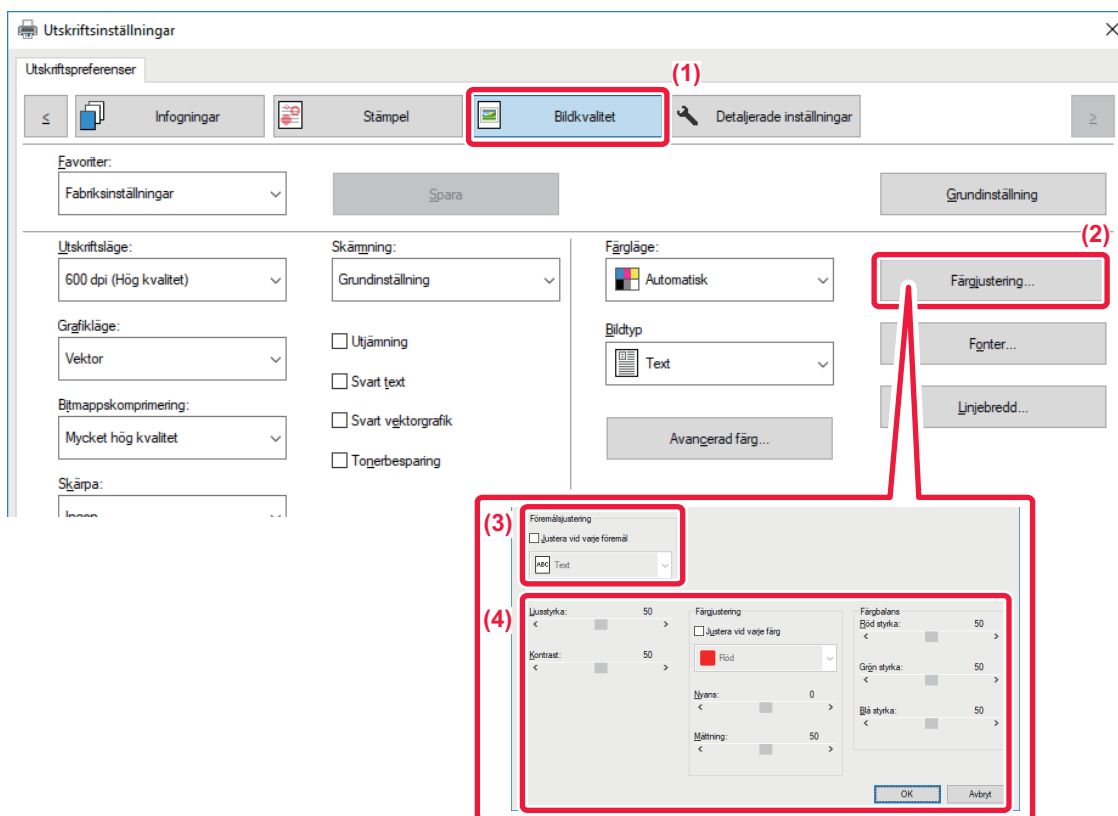 Utskriftsinställningar
Utskriftspreferenser
(1)
< Infogningar Stämpel Bildkvalitet Detaljerade inställningar >
Favoriter:
Fabriksinställningar Spara Grundinställning
(2)
Utskriftsläge: Skärmning: Färgläge:
600 dpi (Hög kvalitet) Grundinställning Automatisk Färgjustering...
Grafikläge:
Vektor
Utjämning
Bildtyp
Text
Fonter...
Svart text
Bitmappskomprimering:
Mycket hög kvalitet
Svart vektorgrafik
Linjebredd...
Avancerad färg...
Tonerbesparing
Skärpa:
Ingen
(3)
Föremålsjustering
Justera vid varje föremål
ABC Text
(4)
Ljusstyrka: 50
< >
Kontrast: 50
< >
Färgjustering
Justera vid varje färg
Röd
Nyans: 0
< >
Mättning: 50
< >
Färgbalans
Röd styrka: 50
< >
Grön styrka: 50
< >
Blå styrka: 50
< >
OK Avbryt